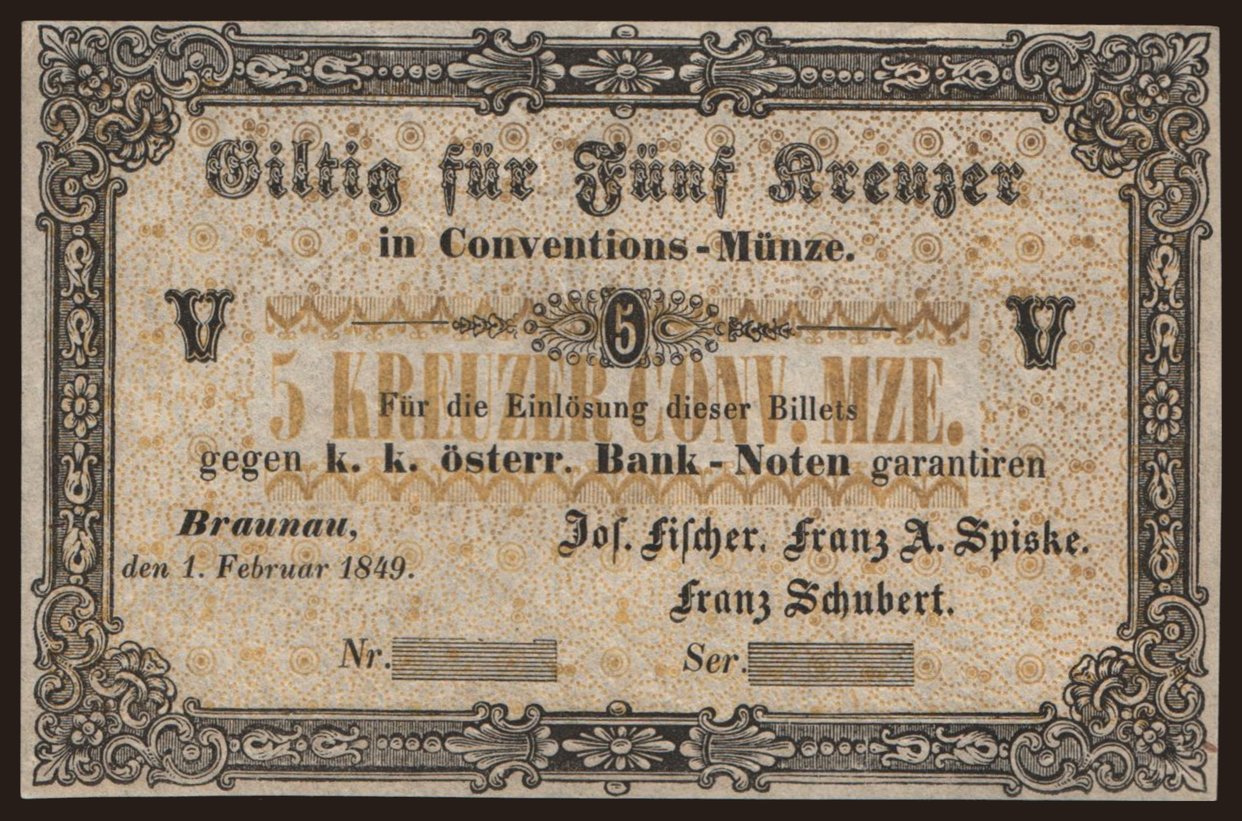 Giltig für Fünf Kreuzer
in Conventions-Münze.
V 5 V
5 KREUZER CONV. MZE.
Für die Einlösung dieser Billets
gegen k. k. österr. Bank-Noten garantiren
Braunau,
den 1. Februar 1849.
Jos. Fischer. Franz A. Spiske.
Franz Schubert.
Nr. Ser.